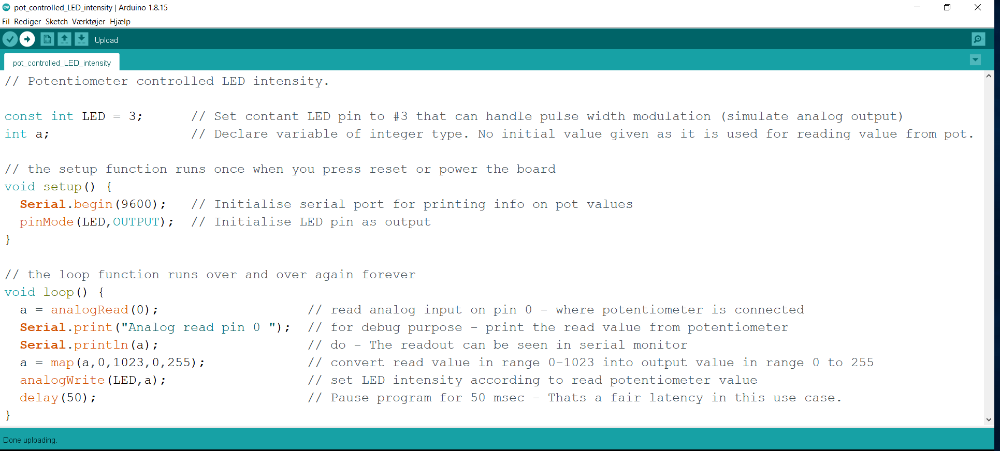 pot_controlled_LED_intensity | Arduino 1.8.15
Fil Rediger Sketch Værktøjer Hjælp
Upload
pot_controlled_LED_intensity
// Potentiometer controlled LED intensity.
const int LED = 3;      // Set contant LED pin to #3 that can handle pulse width modulation (simulate analog output)
int a;                  // Declare variable of integer type. No initial value given as it is used for reading value from pot.
// the setup function runs once when you press reset or power the board
void setup() {
  Serial.begin(9600);   // Initialise serial port for printing info on pot values
  pinMode(LED,OUTPUT);  // Initialise LED pin as output
}
// the loop function runs over and over again forever
void loop() {
  a = analogRead(0);                   // read analog input on pin 0 - where potentiometer is connected
  Serial.print("Analog read pin 0 ");  // for debug purpose - print the read value from potentiometer
  Serial.println(a);                   // do - The readout can be seen in serial monitor
  a = map(a,0,1023,0,255);             // convert read value in range 0-1023 into output value in range 0 to 255
  analogWrite(LED,a);                  // set LED intensity according to read potentiometer value
  delay(50);                           // Pause program for 50 msec - Thats a fair latency in this use case.
}
Done uploading.